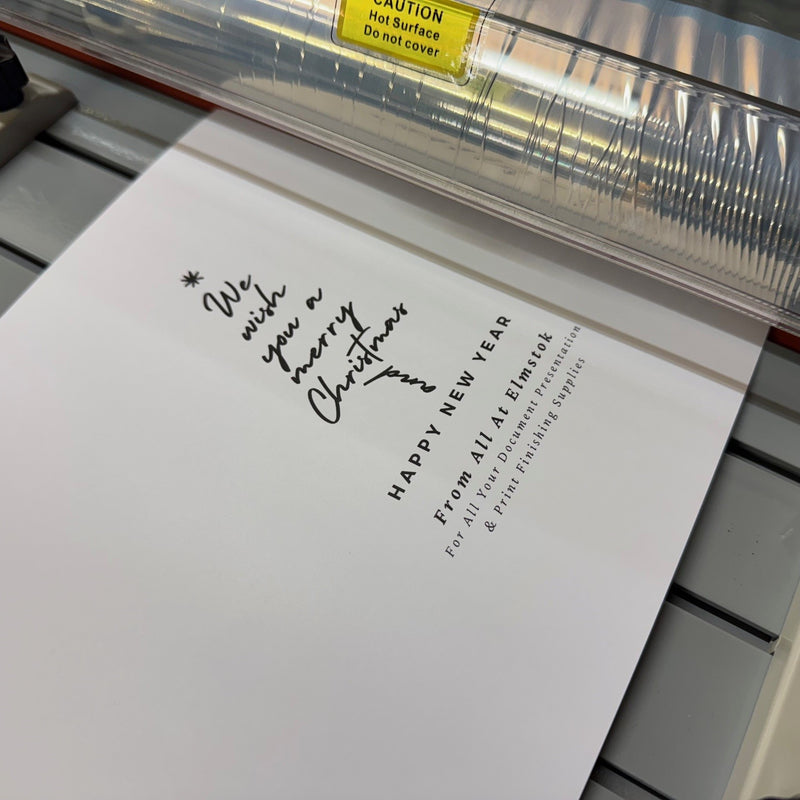 CAUTION
Hot Surface
Do not cover
We
wish
you a
merry
Christmas
and
HAPPY NEW YEAR
From All At Elmstok
For All Your Document Presentation
& Print Finishing Supplies